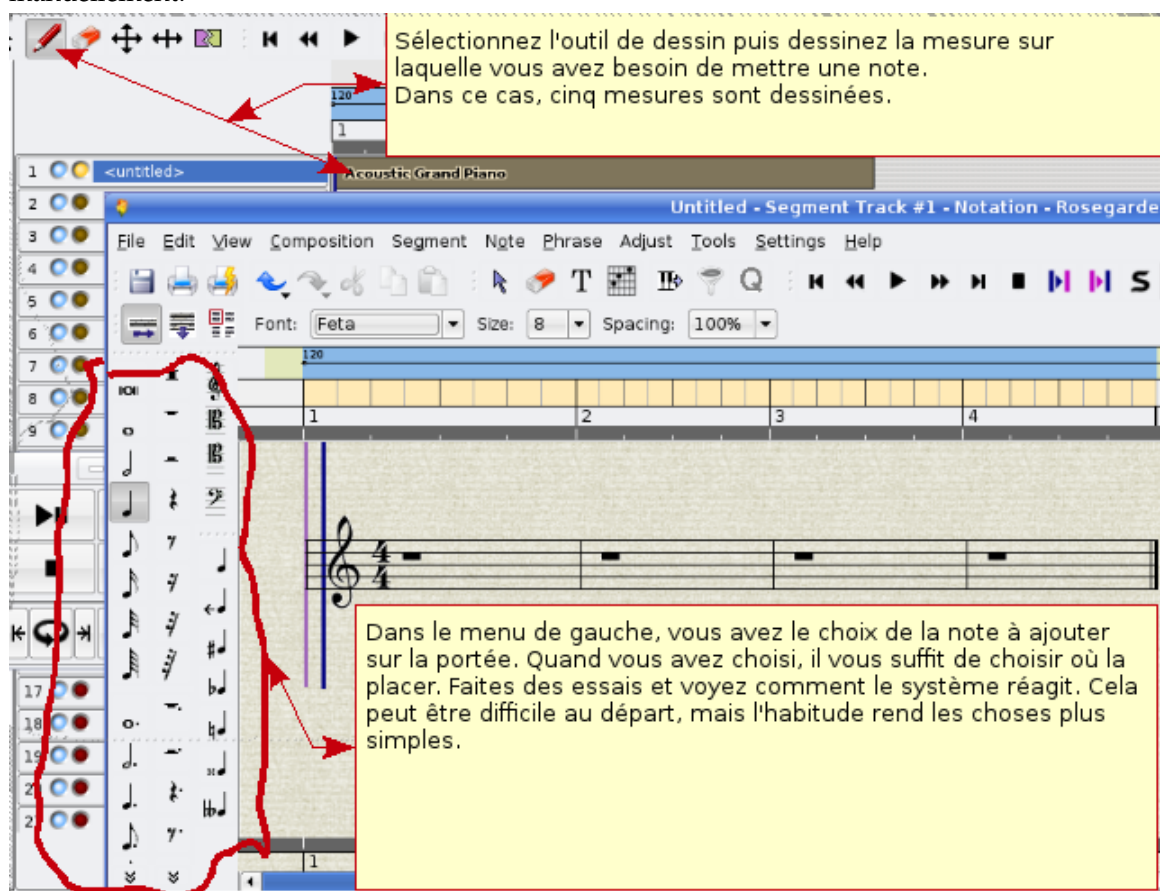 Sélectionnez l'outil de dessin puis dessinez la mesure sur
laquelle vous avez besoin de mettre une note.
Dans ce cas, cinq mesures sont dessinées.
120
1
1 <untitled>
Acoustic Grand Piano
2
Untitled - Segment Track #1 - Notation - Rosegarde
3
File Edit View Composition Segment Note Phrase Adjust Tools Settings Help
4
T Q S
5
6
Font: Feta Size: 8 Spacing: 100%
7
120
8
1 2 3 4
9
4
4
Dans le menu de gauche, vous avez le choix de la note à ajouter
sur la portée. Quand vous avez choisi, il vous suffit de choisir où la
placer. Faites des essais et voyez comment le système réagit. Cela
peut être difficile au départ, mais l'habitude rend les choses plus
simples.
17
18
19
1